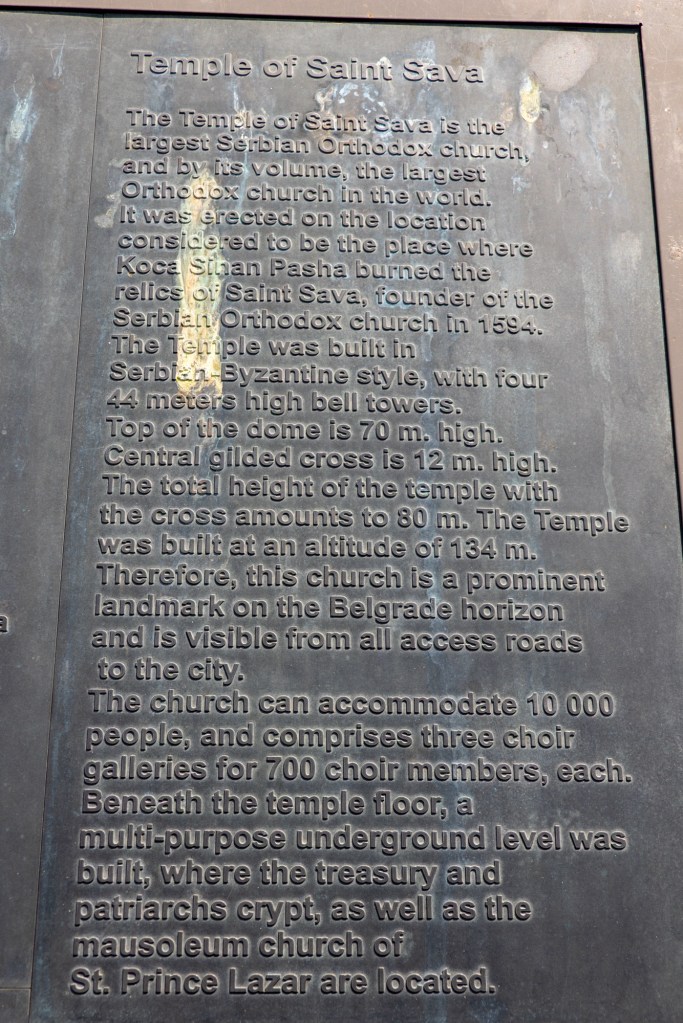 Temple of Saint Sava
The Temple of Saint Sava is the
largest Serbian Orthodox church,
and by its volume, the largest
Orthodox church in the world.
It was erected on the location
considered to be the place where
Koca Sinan Pasha burned the
relics of Saint Sava, founder of the
Serbian Orthodox church in 1594.
The Temple was built in
Serbian-Byzantine style, with four
44 meters high bell towers.
Top of the dome is 70 m. high.
Central gilded cross is 12 m. high.
The total height of the temple with
the cross amounts to 80 m. The Temple
was built at an altitude of 134 m.
Therefore, this church is a prominent
landmark on the Belgrade horizon
and is visible from all access roads
to the city.
The church can accommodate 10 000
people, and comprises three choir
galleries for 700 choir members, each.
Beneath the temple floor, a
multi-purpose underground level was
built, where the treasury and
patriarchs crypt, as well as the
mausoleum church of
St. Prince Lazar are located.